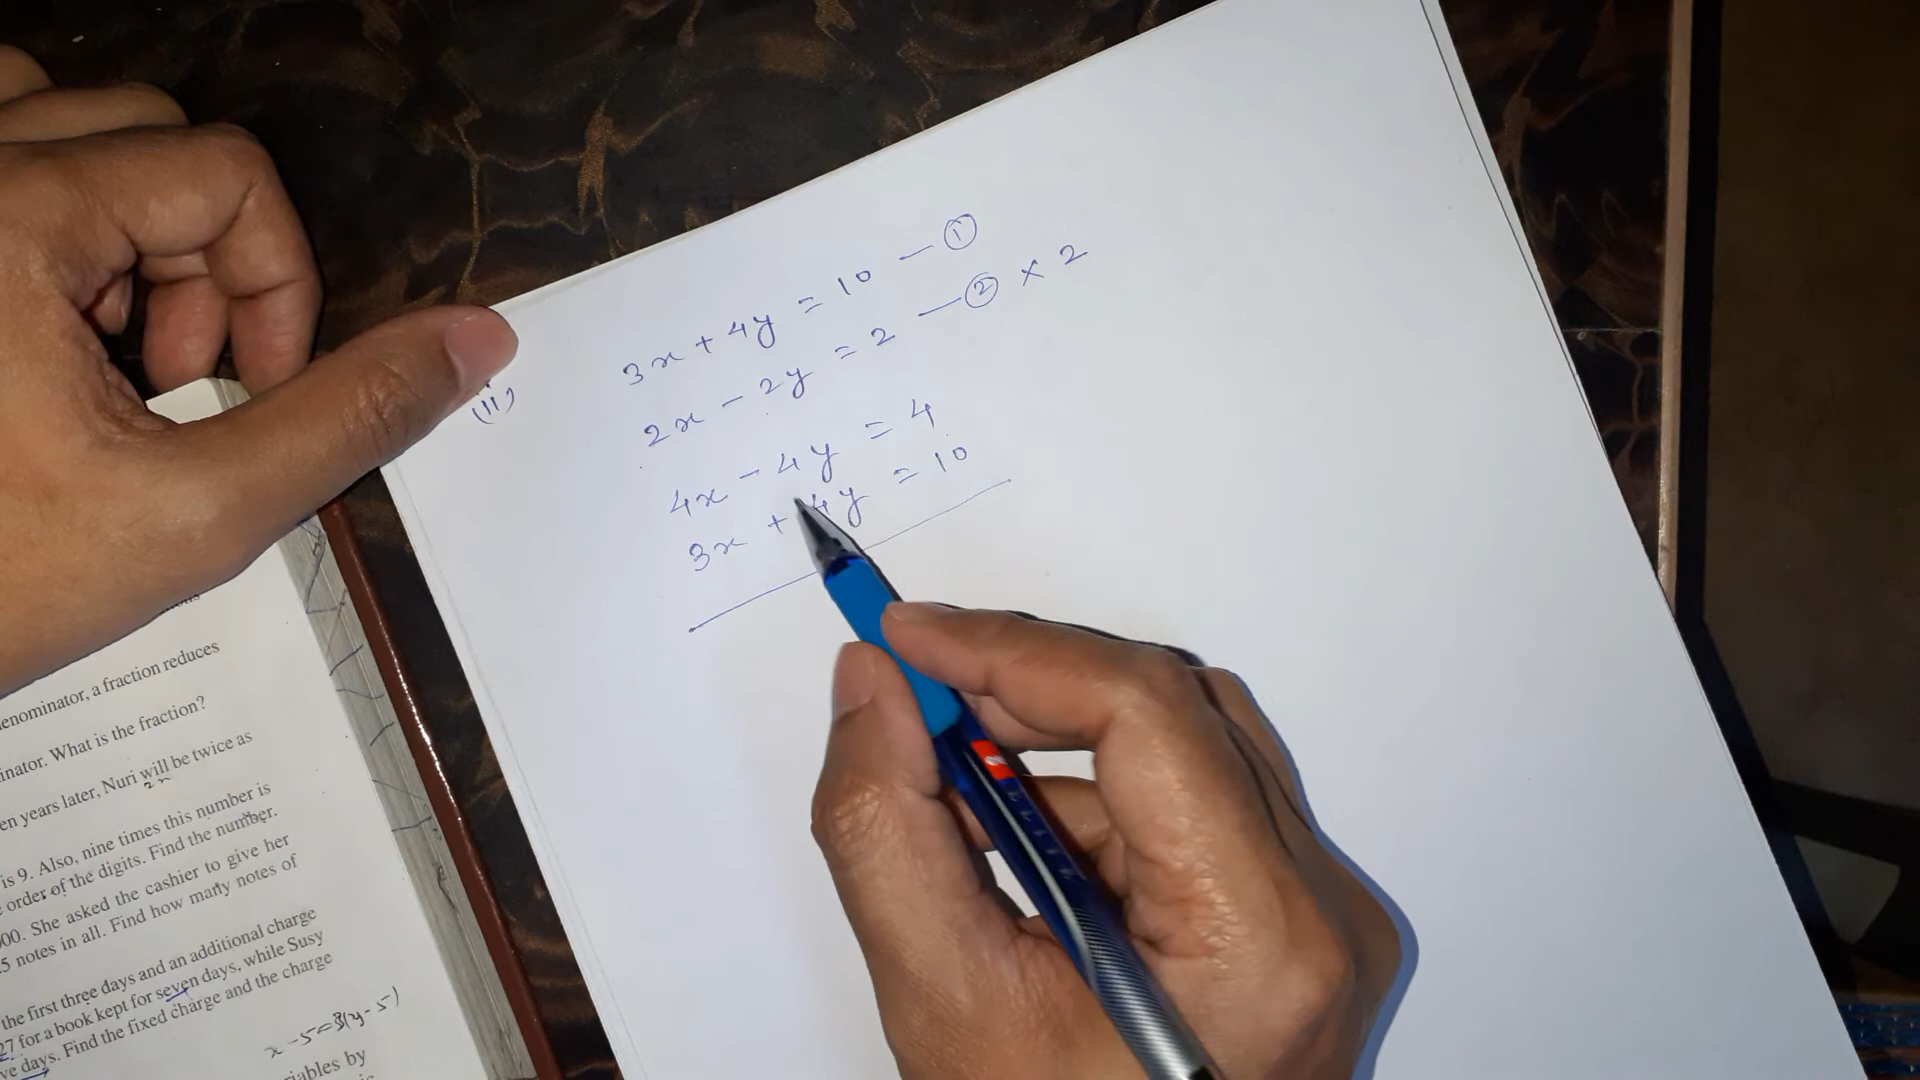 (ii)
3x + 4y = 10 — ①
2x - 2y = 2 — ② × 2
4x - 4y = 4
3x + 4y = 10
enominator, a fraction reduces
inator. What is the fraction?
en years later, Nuri will be twice as
2x
is 9. Also, nine times this number is
order of the digits. Find the number.
00. She asked the cashier to give her
5 notes in all. Find how many notes of
the first three days and an additional charge
27 for a book kept for seven days, while Susy
ve days. Find the fixed charge and the charge
x - 5 = 3(y - 5)
riables by